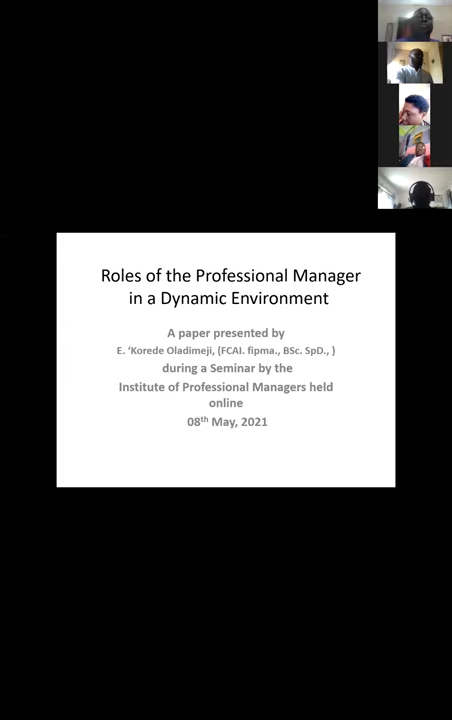 Roles of the Professional Manager
in a Dynamic Environment
A paper presented by
E. ‘Korede Oladimeji, (FCAI. fipma., BSc. SpD., )
during a Seminar by the
Institute of Professional Managers held
online
08th May, 2021